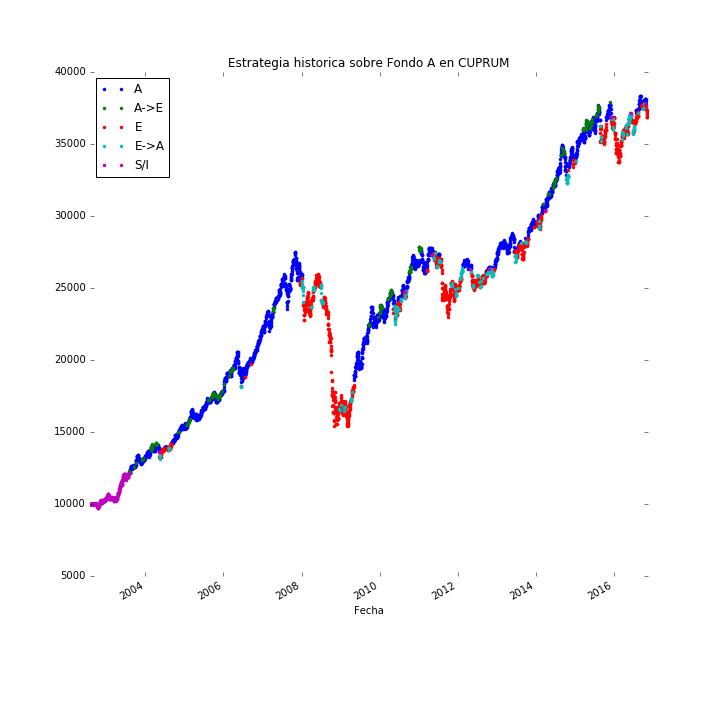 Estrategia historica sobre Fondo A en CUPRUM
40000
35000
30000
25000
20000
15000
10000
5000
A
A->E
E
E->A
S/I
2004
2006
2008
2010
2012
2014
2016
Fecha